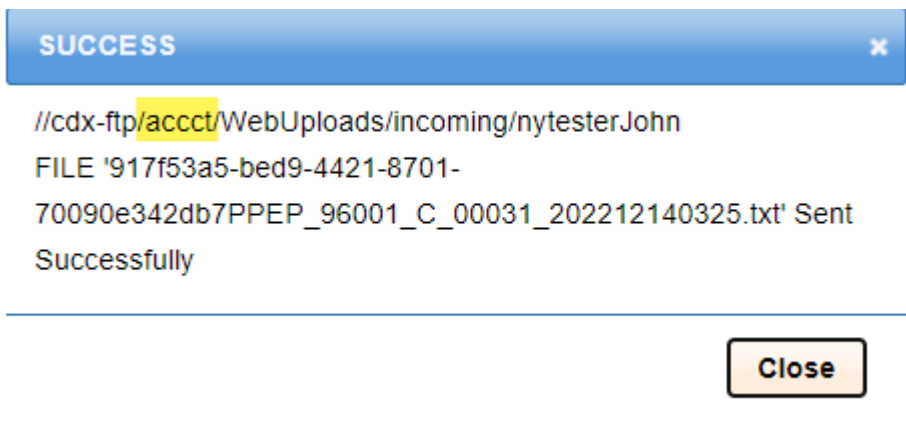 SUCCESS ×
//cdx-ftp/accct/WebUploads/incoming/nytesterJohn
FILE '917f53a5-bed9-4421-8701-
70090e342db7PPEP_96001_C_00031_202212140325.txt' Sent
Successfully
Close